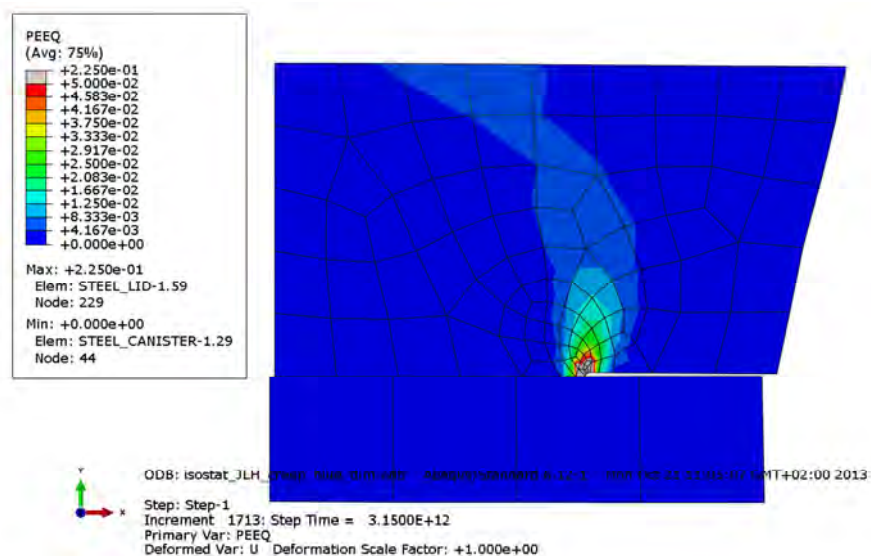 PEEQ
(Avg: 75%)
+2.250e-01
+5.000e-02
+4.583e-02
+4.167e-02
+3.750e-02
+3.333e-02
+2.917e-02
+2.500e-02
+2.083e-02
+1.667e-02
+1.250e-02
+8.333e-03
+4.167e-03
+0.000e+00
Max: +2.250e-01
Elem: STEEL_LID-1.59
Node: 229
Min: +0.000e+00
Elem: STEEL_CANISTER-1.29
Node: 44
Y
X
ODB: GMT+02:00 2013
Step: Step-1
Increment 1713: Step Time = 3.1500E+12
Primary Var: PEEQ
Deformed Var: U Deformation Scale Factor: +1.000e+00